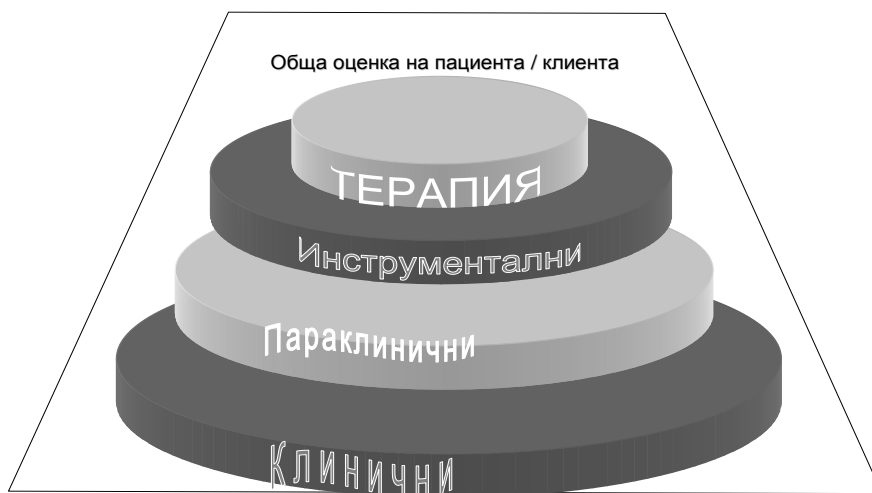 Обща оценка на пациента / клиента
ТЕРАПИЯ
Инструментални
Параклинични
Клинични